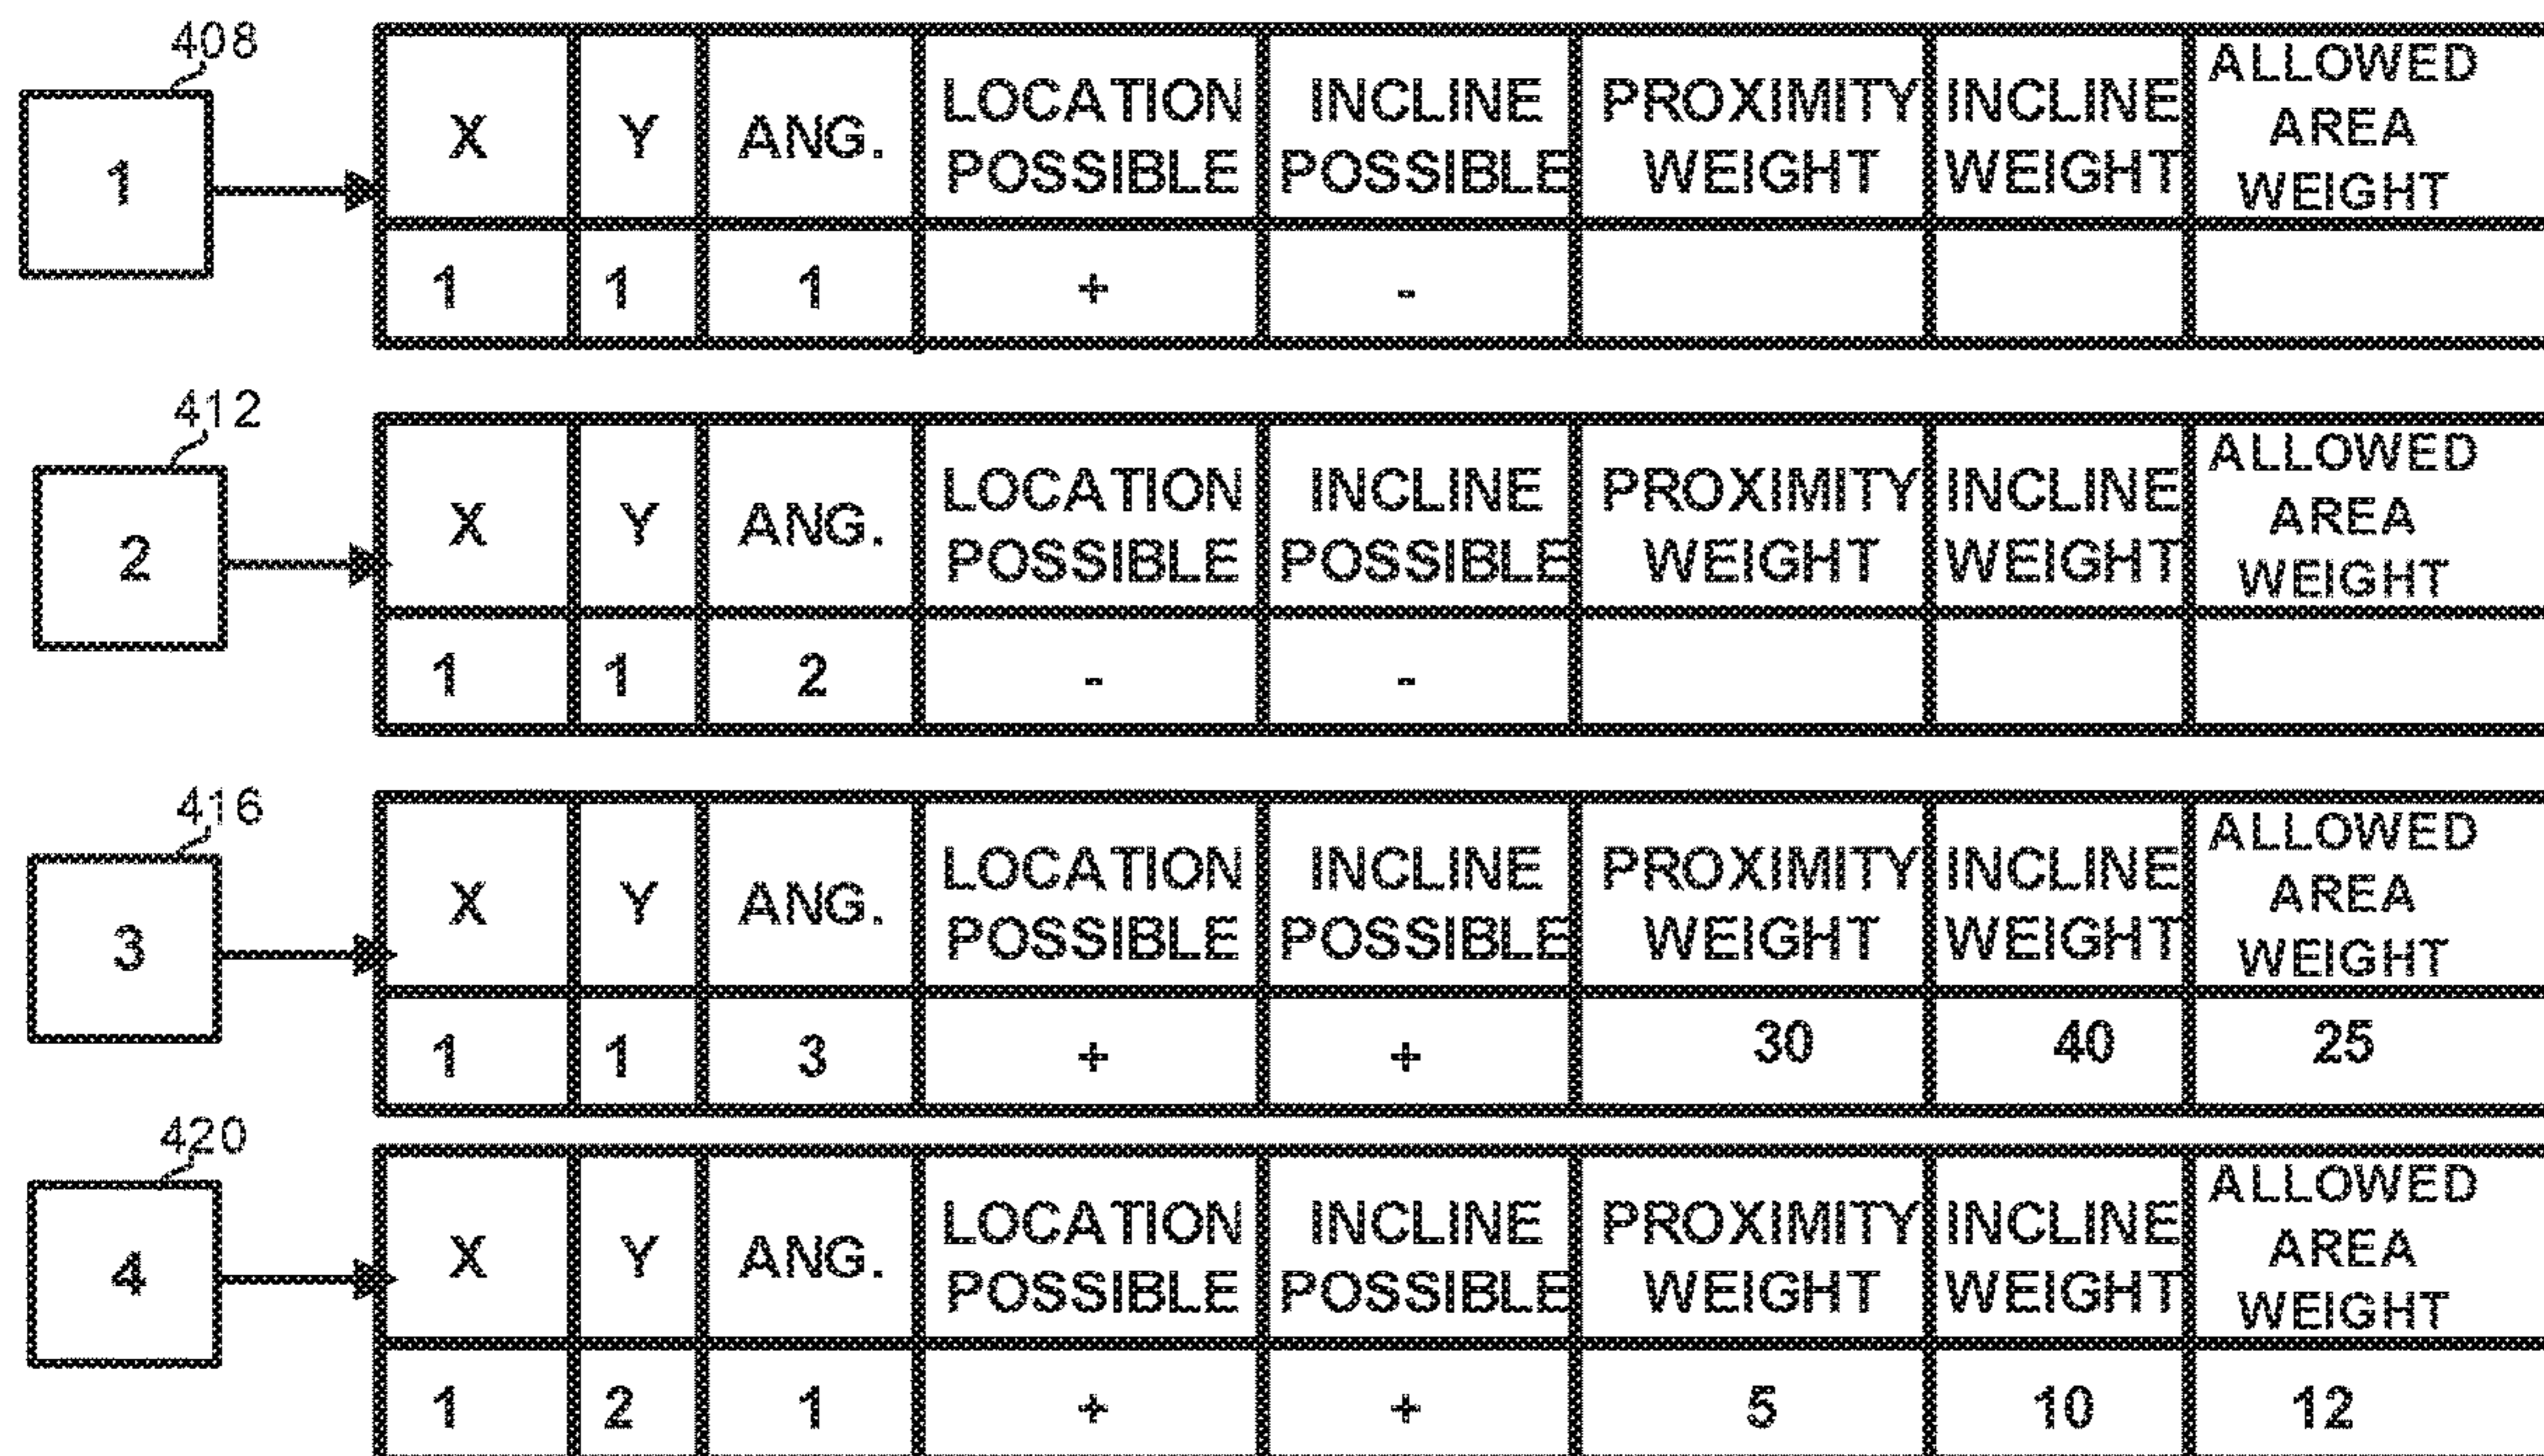 408
1
X Y ANG. LOCATION POSSIBLE INCLINE POSSIBLE PROXIMITY WEIGHT INCLINE WEIGHT ALLOWED AREA WEIGHT
1 1 1 + -
412
2
X Y ANG. LOCATION POSSIBLE INCLINE POSSIBLE PROXIMITY WEIGHT INCLINE WEIGHT ALLOWED AREA WEIGHT
1 1 2 - -
416
3
X Y ANG. LOCATION POSSIBLE INCLINE POSSIBLE PROXIMITY WEIGHT INCLINE WEIGHT ALLOWED AREA WEIGHT
1 1 3 + + 30 40 25
420
4
X Y ANG. LOCATION POSSIBLE INCLINE POSSIBLE PROXIMITY WEIGHT INCLINE WEIGHT ALLOWED AREA WEIGHT
1 2 1 + + 5 10 12